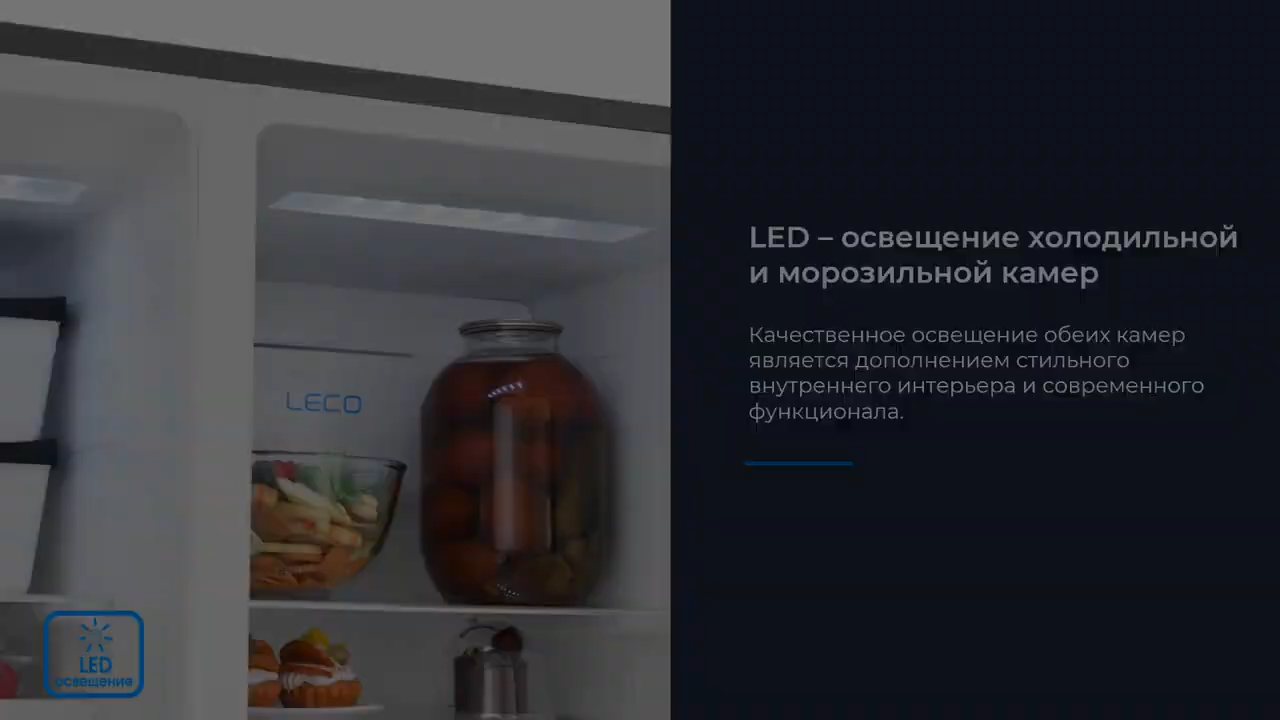 LED – освещение холодильной
и морозильной камер
Качественное освещение обеих камер
является дополнением стильного
внутреннего интерьера и современного
функционала.
LECO
LED
освещение